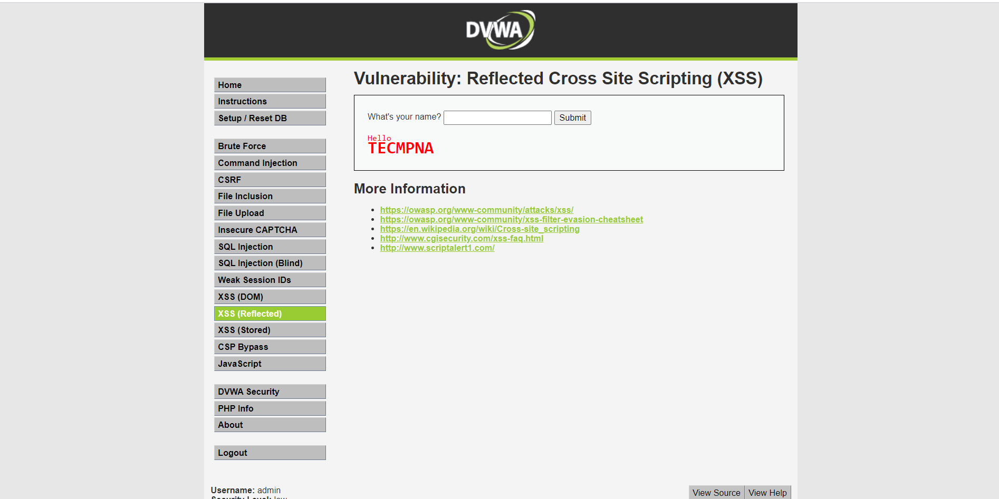 DVWA
Home
Instructions
Setup / Reset DB
Brute Force
Command Injection
CSRF
File Inclusion
File Upload
Insecure CAPTCHA
SQL Injection
SQL Injection (Blind)
Weak Session IDs
XSS (DOM)
XSS (Reflected)
XSS (Stored)
CSP Bypass
JavaScript
DVWA Security
PHP Info
About
Logout
Vulnerability: Reflected Cross Site Scripting (XSS)
What's your name? Submit
Hello
TECMPNA
More Information
https://owasp.org/www-community/attacks/xss/
https://owasp.org/www-community/xss-filter-evasion-cheatsheet
https://en.wikipedia.org/wiki/Cross-site_scripting
http://www.cgisecurity.com/xss-faq.html
http://www.scriptalert1.com/
Username: admin
Security Level: low
View Source View Help